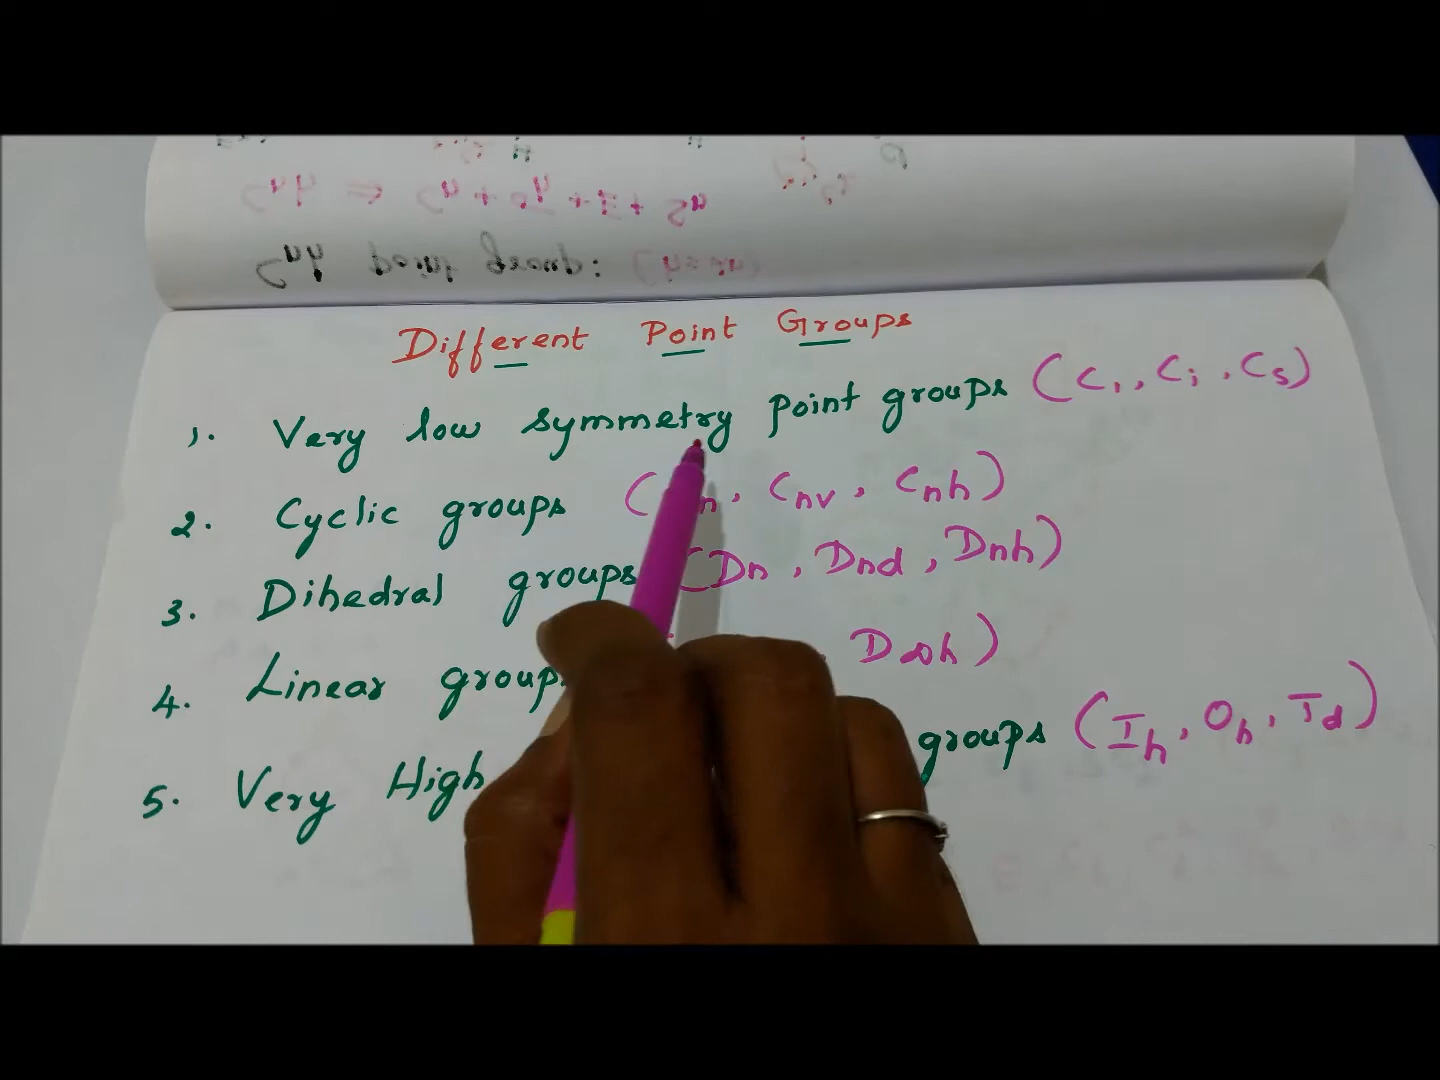 Different Point Groups
1. Very low symmetry point groups (C1, Ci, Cs)
2. Cyclic groups (n, Cnv, Cnh)
3. Dihedral groups (Dn, Dnd, Dnh)
4. Linear group D∞h)
5. Very High groups (Ih, Oh, Td)